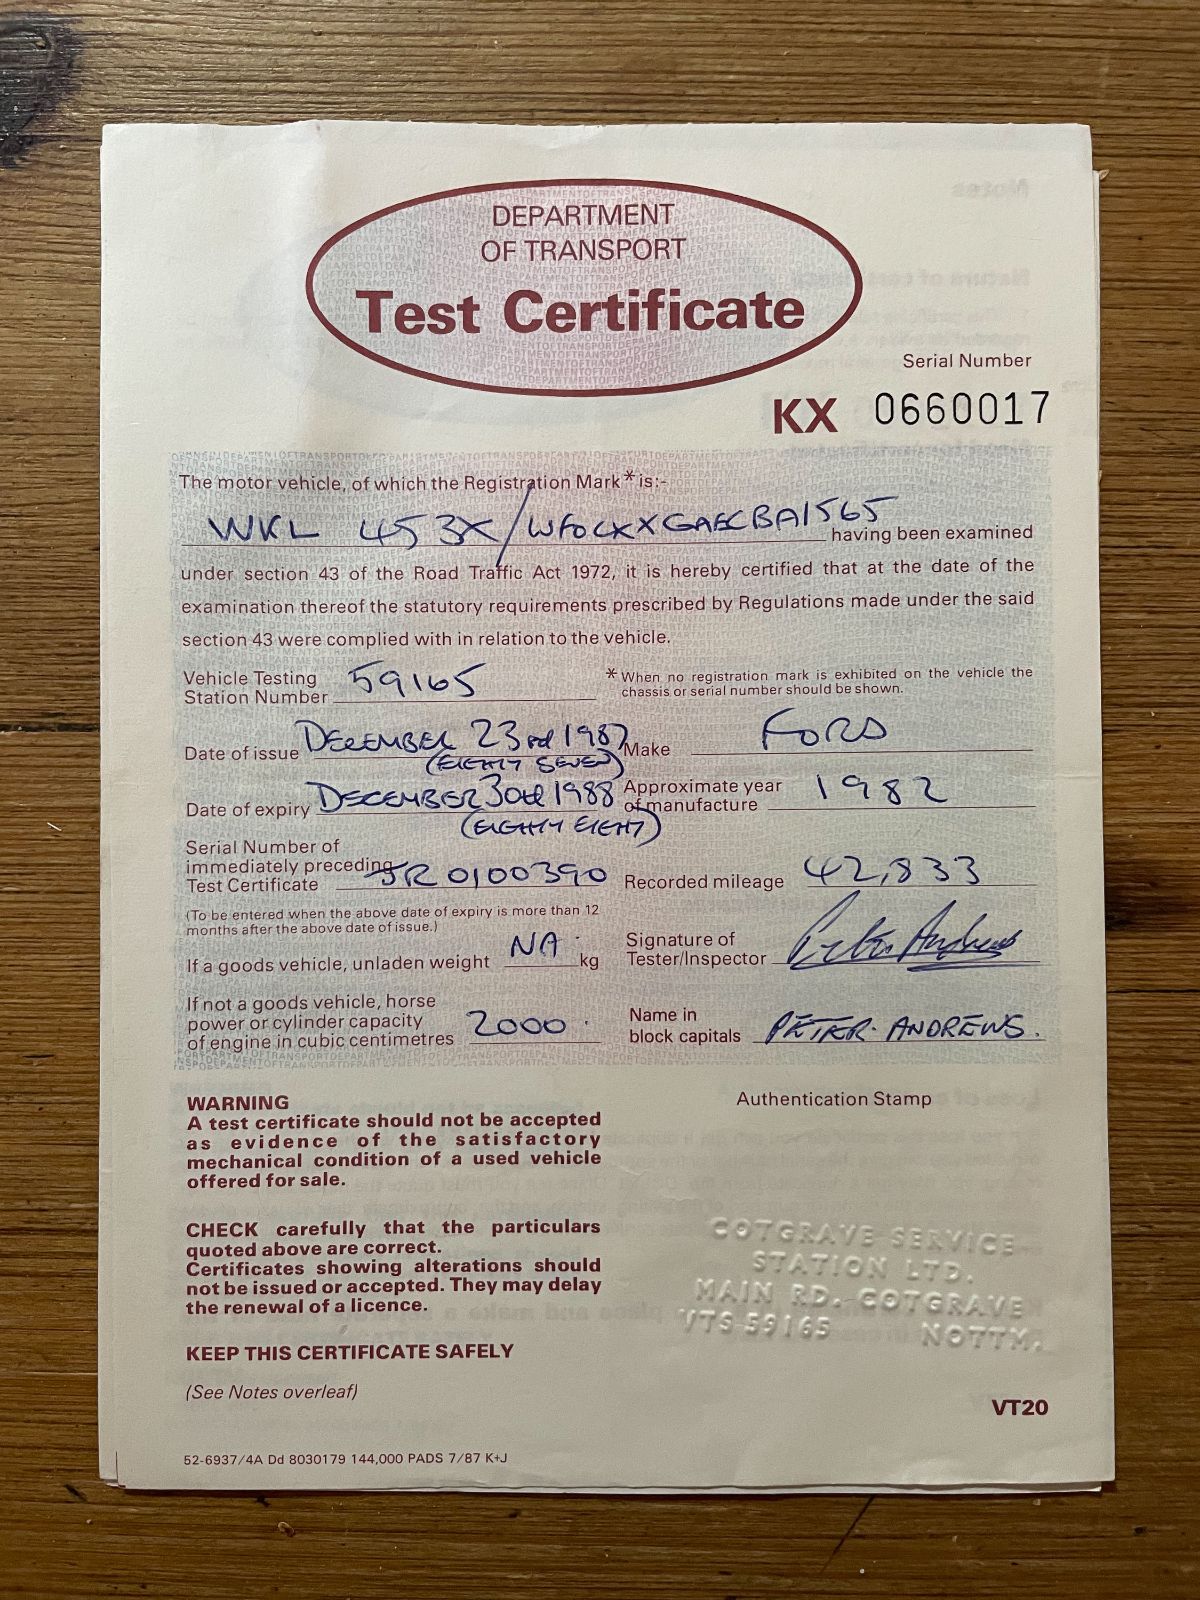 DEPARTMENT
OF TRANSPORT
Test Certificate
Serial Number
KX 0660017
The motor vehicle, of which the Registration Mark * is:-
WKL 453X / WFOCKXGAECBA1565
having been examined
under section 43 of the Road Traffic Act 1972, it is hereby certified that at the date of the
examination thereof the statutory requirements prescribed by Regulations made under the said
section 43 were complied with in relation to the vehicle.
Vehicle Testing
Station Number 59165
* When no registration mark is exhibited on the vehicle the
chassis or serial number should be shown.
Date of issue DECEMBER 23rd 1987
(EIGHTY SEVEN)
Make FORD
Date of expiry DECEMBER 30th 1988
(EIGHTY EIGHT)
Approximate year
of manufacture 1982
Serial Number of
immediately preceding
Test Certificate JR 0100390
Recorded mileage 42,833
(To be entered when the above date of expiry is more than 12
months after the above date of issue.)
If a goods vehicle, unladen weight NA kg
Signature of
Tester/Inspector Peter Andrews
If not a goods vehicle, horse
power or cylinder capacity
of engine in cubic centimetres 2000
Name in
block capitals PETER ANDREWS.
WARNING
A test certificate should not be accepted
as evidence of the satisfactory
mechanical condition of a used vehicle
offered for sale.
CHECK carefully that the particulars
quoted above are correct.
Certificates showing alterations should
not be issued or accepted. They may delay
the renewal of a licence.
KEEP THIS CERTIFICATE SAFELY
(See Notes overleaf)
Authentication Stamp
COTGRAVE SERVICE
STATION LTD.
MAIN RD. COTGRAVE
VTS 59165 NOTTM.
VT20
52-6937/4A Dd 8030179 144,000 PADS 7/87 K+J